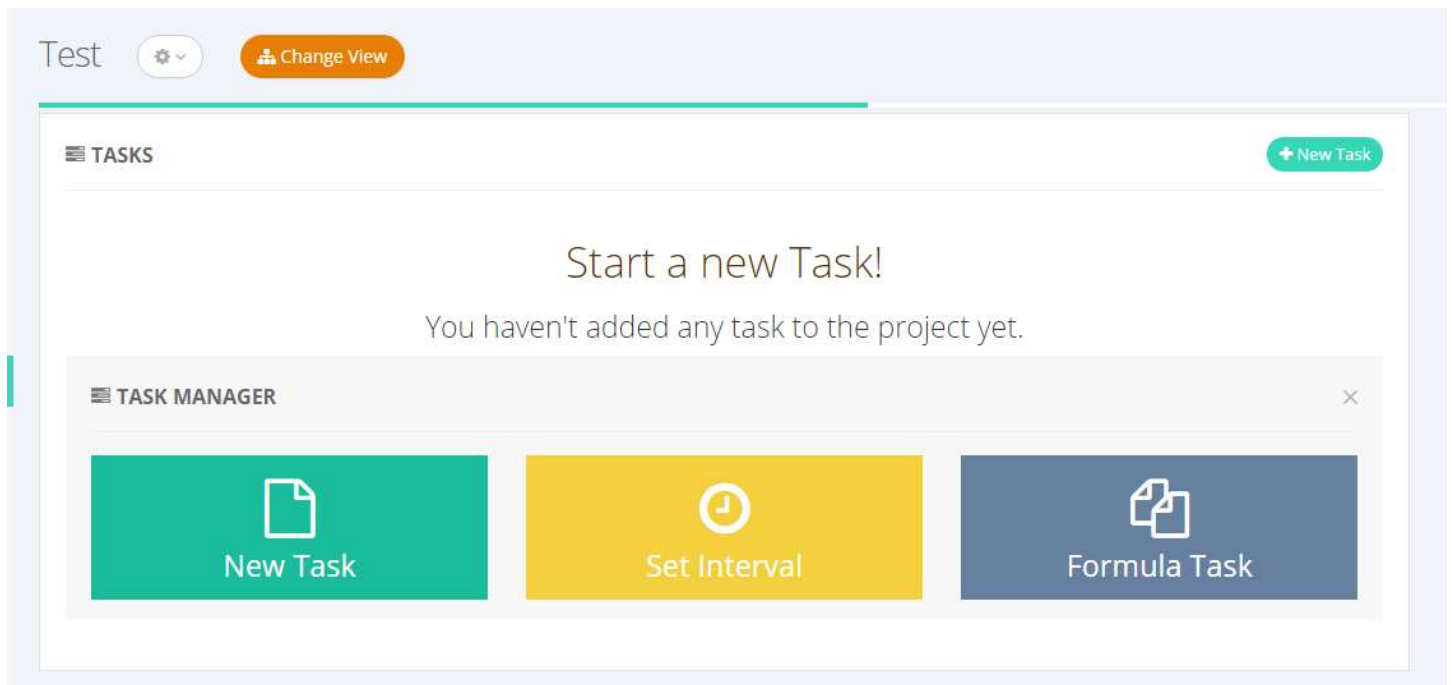 Test
Change View
TASKS
New Task
Start a new Task!
You haven't added any task to the project yet.
TASK MANAGER
New Task
Set Interval
Formula Task